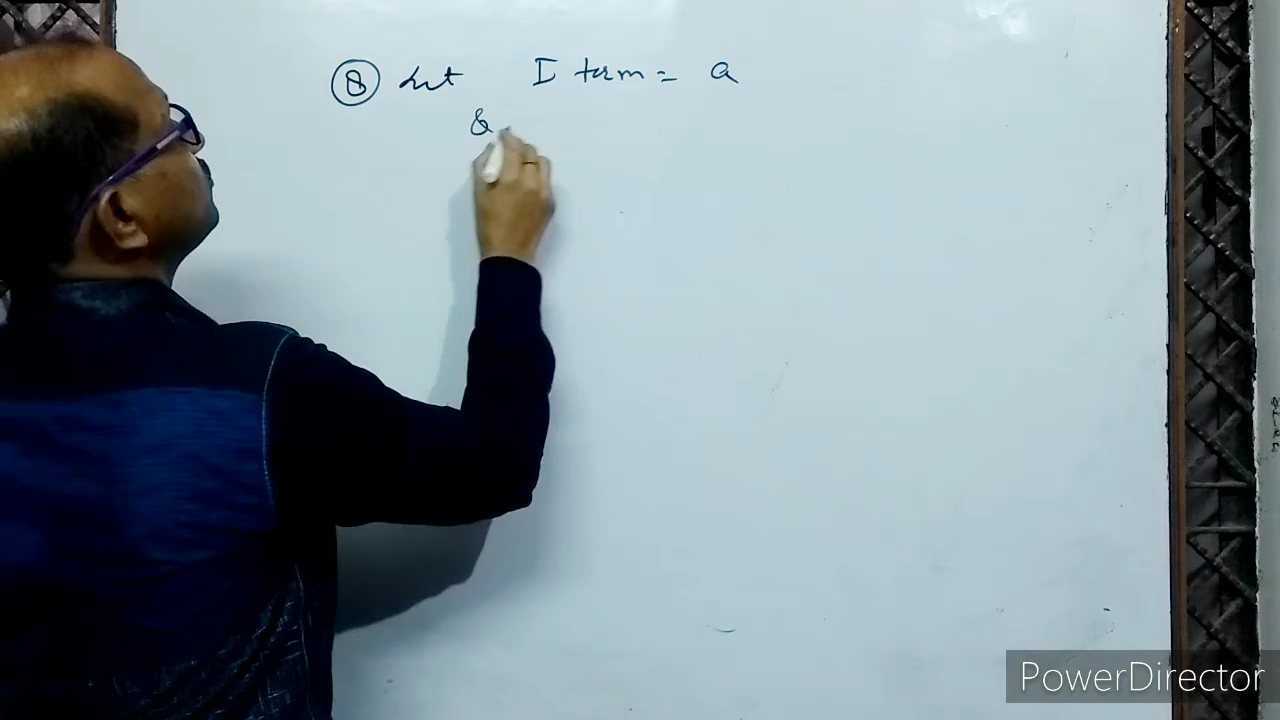 ⑧ Let I term = a
&
PowerDirector